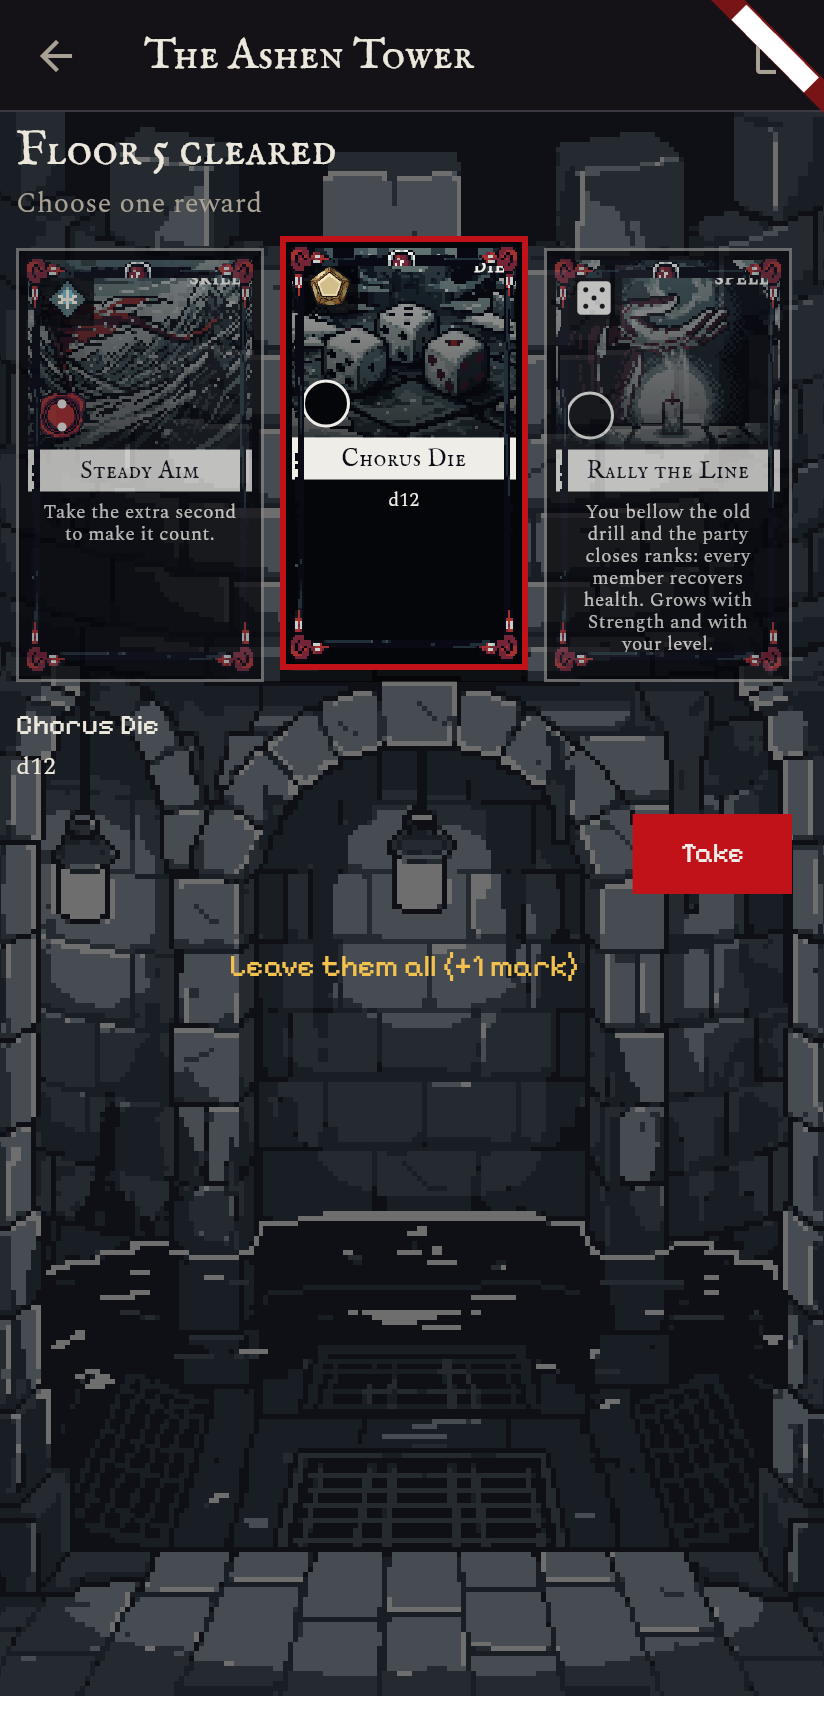 The Ashen Tower
Floor 5 cleared
Choose one reward
SKILL
DIE
SPELL
Steady Aim
Chorus Die
Rally the Line
Take the extra second
to make it count.
d12
You bellow the old
drill and the party
closes ranks: every
member recovers
health. Grows with
Strength and with
your level.
Chorus Die
d12
Take
Leave them all (+1 mark)